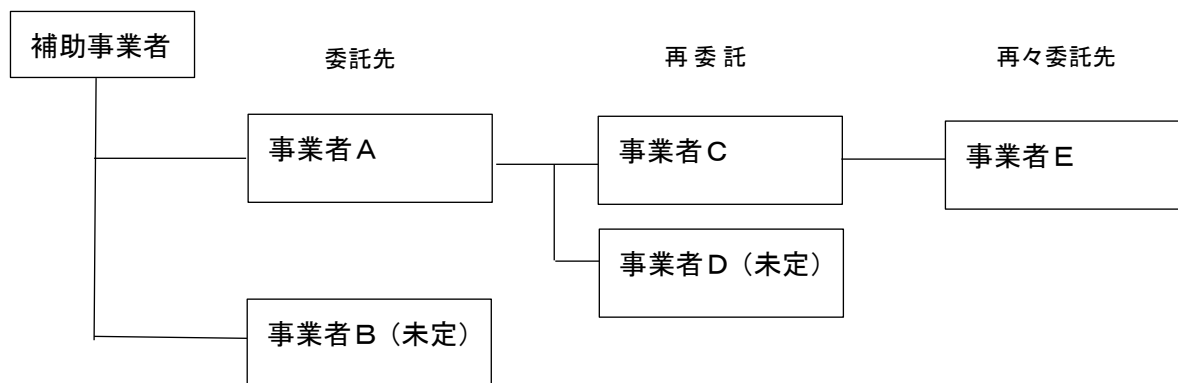 補助事業者
委託先
再委託
再々委託先
事業者A
事業者C
事業者E
事業者D（未定）
事業者B（未定）